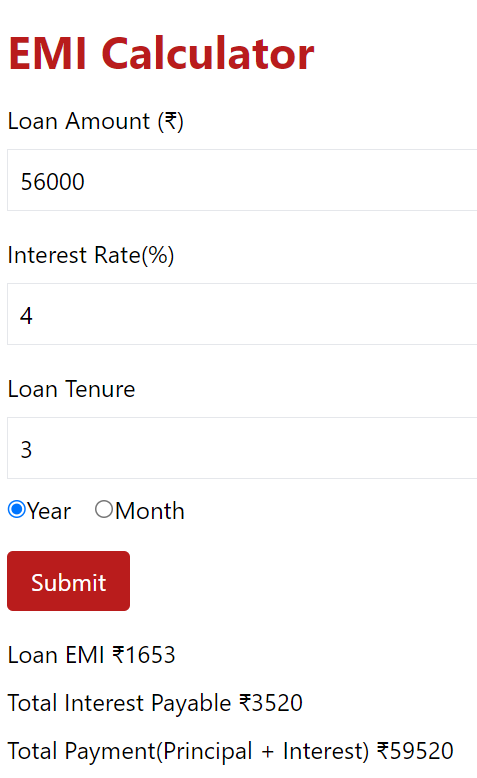 EMI Calculator
Loan Amount (₹)
56000
Interest Rate(%)
4
Loan Tenure
3
Year Month
Submit
Loan EMI ₹1653
Total Interest Payable ₹3520
Total Payment(Principal + Interest) ₹59520